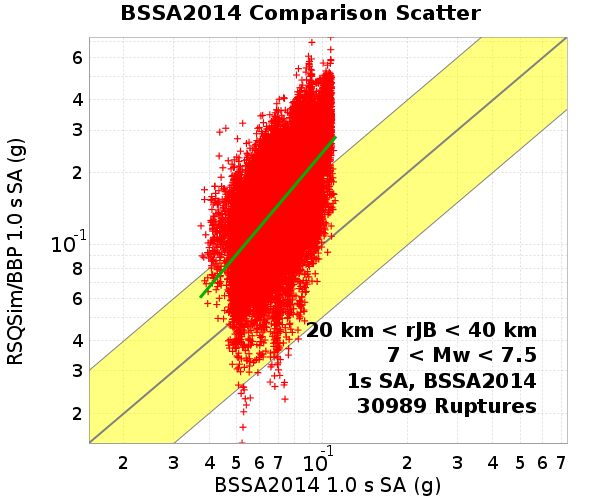 BSSA2014 Comparison Scatter
RSQSim/BBP 1.0 s SA (g)
6
4
3
2
10-1
8
6
4
3
2
20 km < rJB < 40 km
7 < Mw < 7.5
1s SA, BSSA2014
30989 Ruptures
2 3 4 5 6 7 10-1 2 3 4 5 6 7
BSSA2014 1.0 s SA (g)